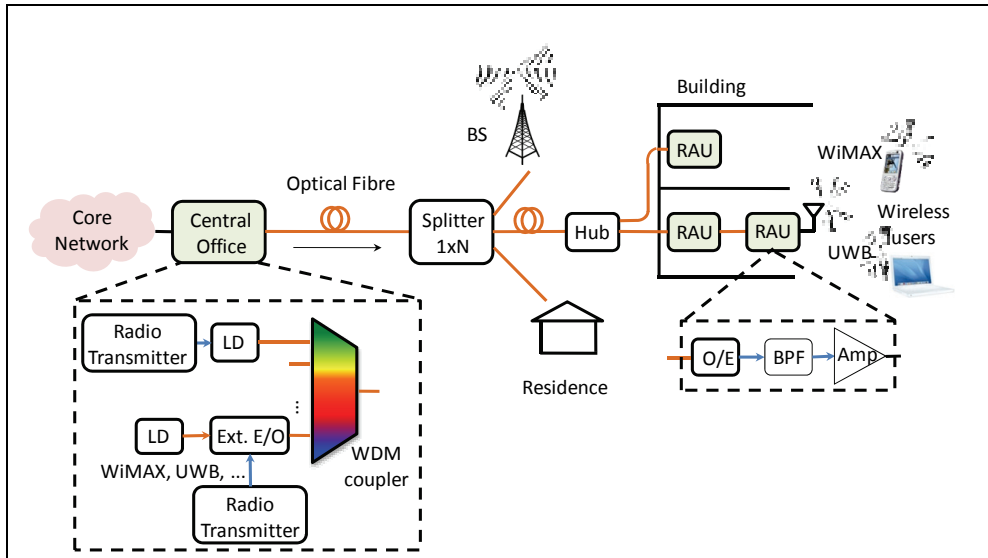 Building
BS
RAU
WiMAX
Optical Fibre
Core
Network
Central
Office
Splitter
1xN
Hub
RAU
RAU
Wireless
users
UWB
Radio
Transmitter
LD
O/E
BPF
Amp
Residence
...
LD
Ext. E/O
WDM
coupler
WiMAX, UWB, ...
Radio
Transmitter